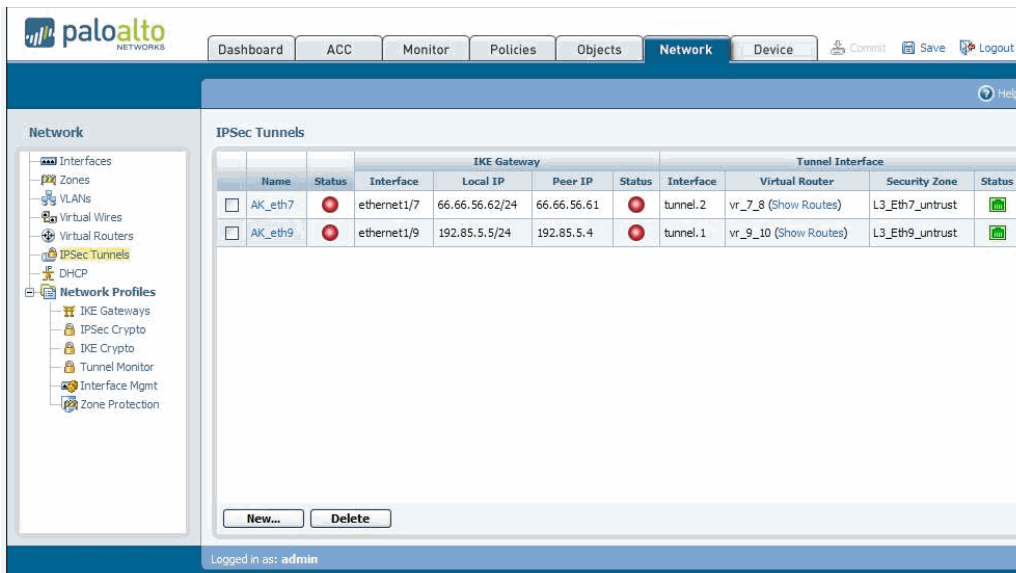 paloalto
NETWORKS
Dashboard ACC Monitor Policies Objects Network Device Commit Save Logout
Help
Network
Interfaces
Zones
VLANs
Virtual Wires
Virtual Routers
IPSec Tunnels
DHCP
Network Profiles
IKE Gateways
IPSec Crypto
IKE Crypto
Tunnel Monitor
Interface Mgmt
Zone Protection
IPSec Tunnels
IKE Gateway Tunnel Interface
Name Status Interface Local IP Peer IP Status Interface Virtual Router Security Zone Status
AK_eth7 ethernet1/7 66.66.56.62/24 66.66.56.61 tunnel.2 vr_7_8 (Show Routes) L3_Eth7_untrust
AK_eth9 ethernet1/9 192.85.5.5/24 192.85.5.4 tunnel.1 vr_9_10 (Show Routes) L3_Eth9_untrust
New... Delete
Logged in as: admin